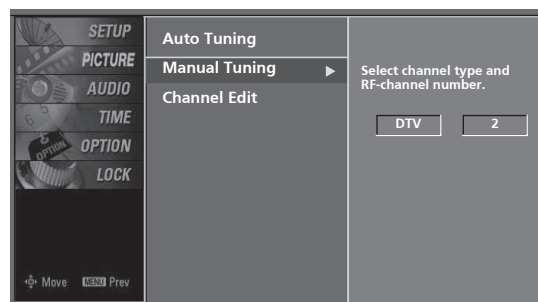 SETUP
PICTURE
AUDIO
TIME
OPTION
LOCK
Move MENU Prev
Auto Tuning
Manual Tuning
Channel Edit
Select channel type and
RF-channel number.
DTV 2